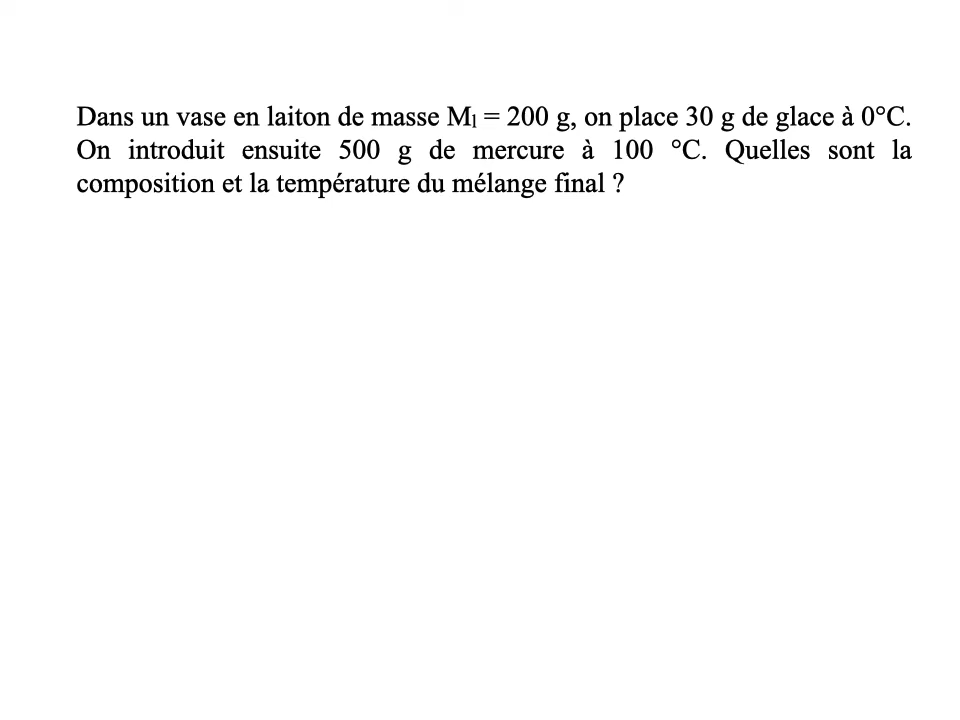 Dans un vase en laiton de masse M₁ = 200 g, on place 30 g de glace à 0°C.
On introduit ensuite 500 g de mercure à 100 °C. Quelles sont la
composition et la température du mélange final ?